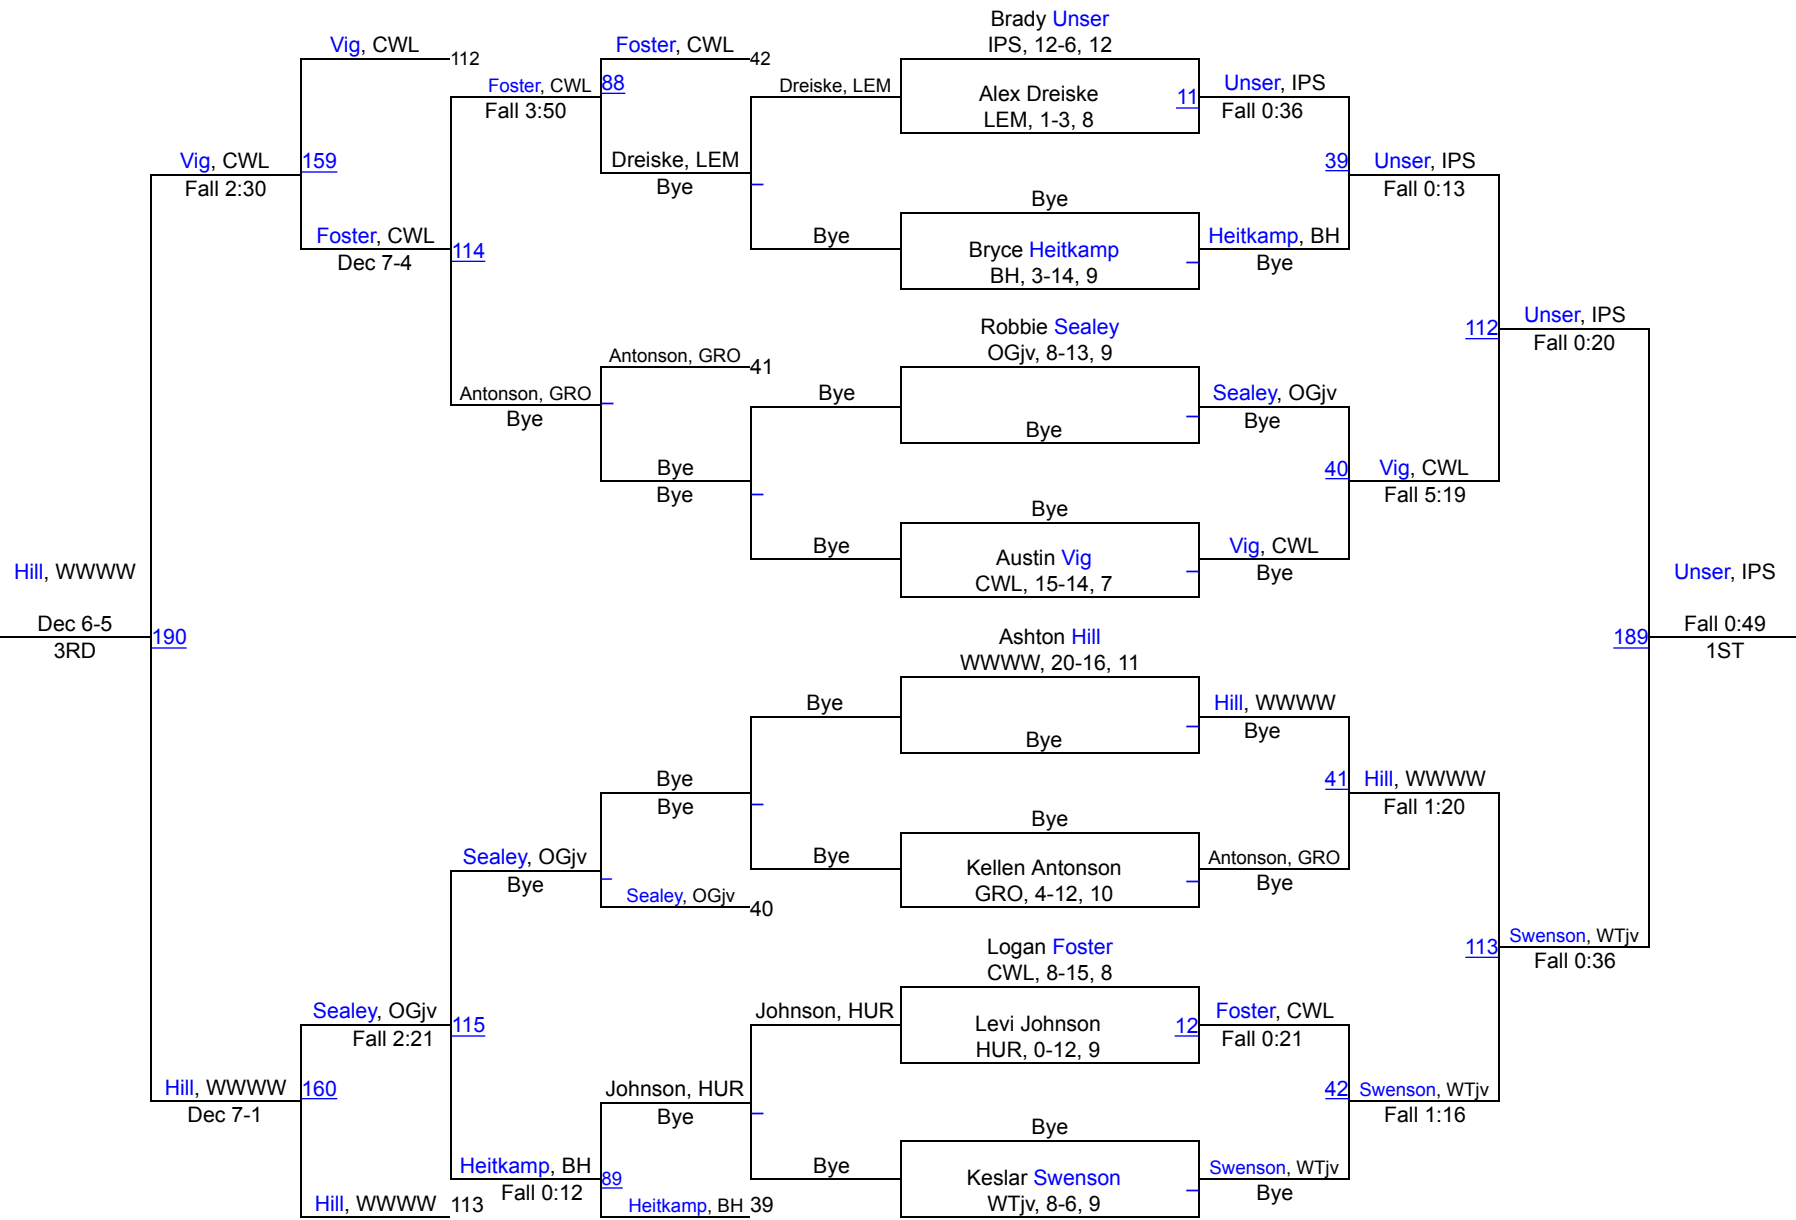 Brady Unser
IPS, 12-6, 12
Vig, CWL
112
Foster, CWL
42
Foster, CWL
88
Fall 3:50
Dreiske, LEM
Alex Dreiske
LEM, 1-3, 8
11
Unser, IPS
Fall 0:36
Vig, CWL
159
Fall 2:30
Dreiske, LEM
Bye
39
Unser, IPS
Fall 0:13
Foster, CWL
Dec 7-4
114
Bye
Bye
Bryce Heitkamp
BH, 3-14, 9
Heitkamp, BH
Bye
Robbie Sealey
OGjv, 8-13, 9
112
Unser, IPS
Fall 0:20
Antonson, GRO
41
Antonson, GRO
Bye
Bye
Bye
Sealey, OGjv
Bye
Bye
Bye
40
Vig, CWL
Fall 5:19
Bye
Bye
Austin Vig
CWL, 15-14, 7
Vig, CWL
Bye
Hill, WWWW
Dec 6-5
3RD
190
Unser, IPS
189
Fall 0:49
1ST
Ashton Hill
WWWW, 20-16, 11
Bye
Bye
Hill, WWWW
Bye
Bye
Bye
41
Hill, WWWW
Fall 1:20
Sealey, OGjv
Bye
Bye
Bye
Kellen Antonson
GRO, 4-12, 10
Antonson, GRO
Bye
Sealey, OGjv
40
Logan Foster
CWL, 8-15, 8
113
Swenson, WTjv
Fall 0:36
Sealey, OGjv
Fall 2:21
115
Johnson, HUR
Levi Johnson
HUR, 0-12, 9
12
Foster, CWL
Fall 0:21
Hill, WWWW
160
Dec 7-1
Johnson, HUR
Bye
42
Swenson, WTjv
Fall 1:16
Bye
Heitkamp, BH
Fall 0:12
89
Bye
Keslar Swenson
WTjv, 8-6, 9
Swenson, WTjv
Bye
Hill, WWWW
113
Heitkamp, BH
39